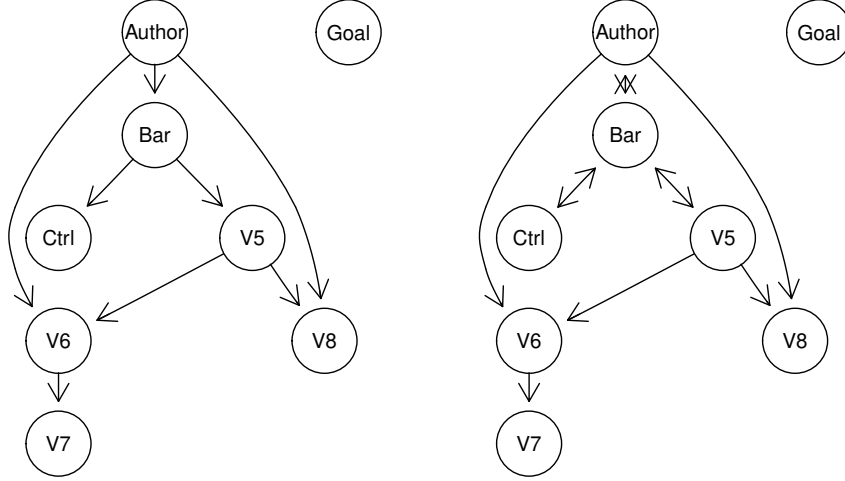 Author
Goal
Bar
Ctrl
V5
V6
V8
V7
Author
Goal
Bar
Ctrl
V5
V6
V8
V7